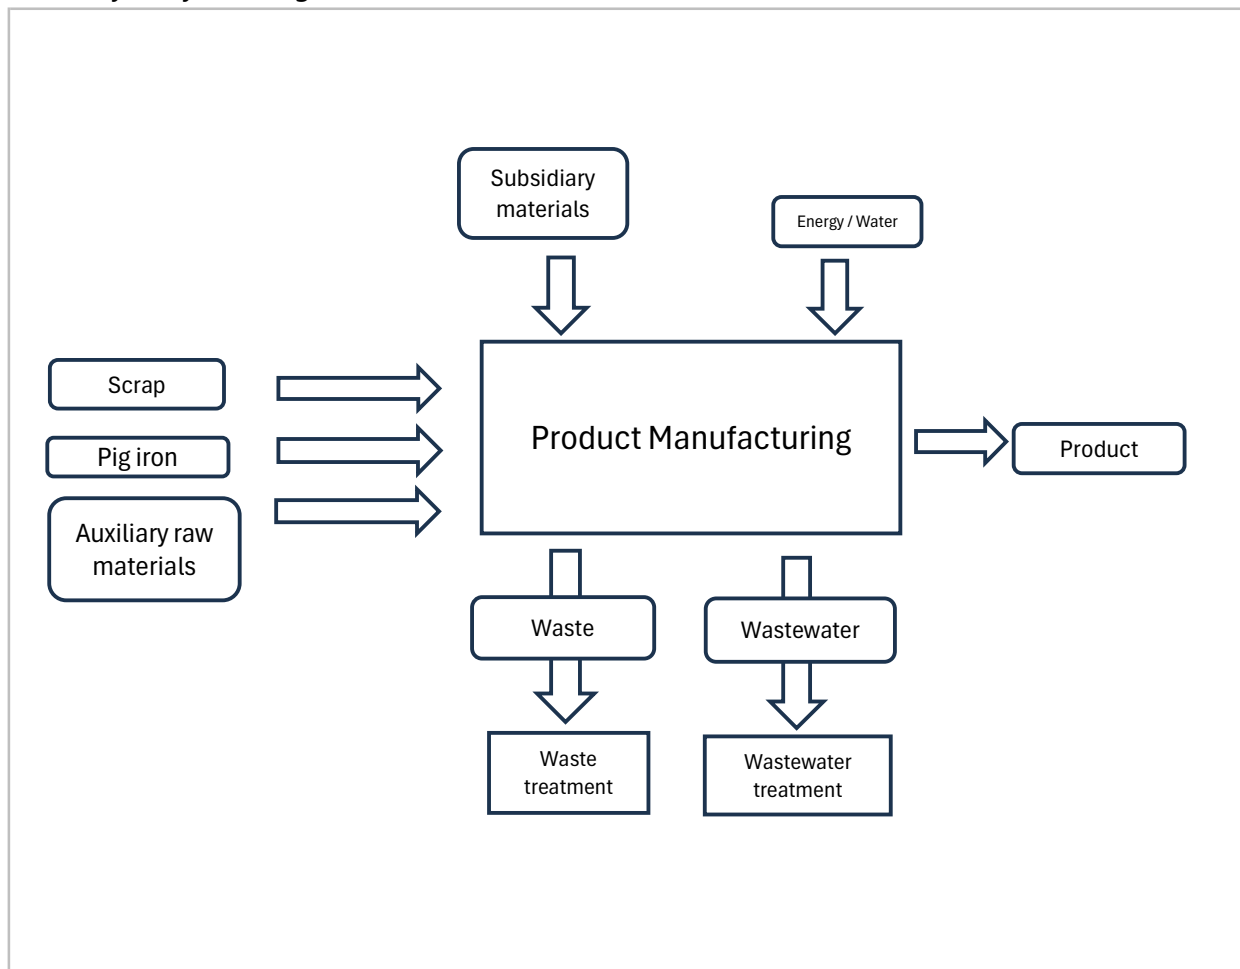 Subsidiary
materials
Energy / Water
Scrap
Pig iron
Auxiliary raw
materials
Product Manufacturing
Product
Waste
Wastewater
Waste
treatment
Wastewater
treatment